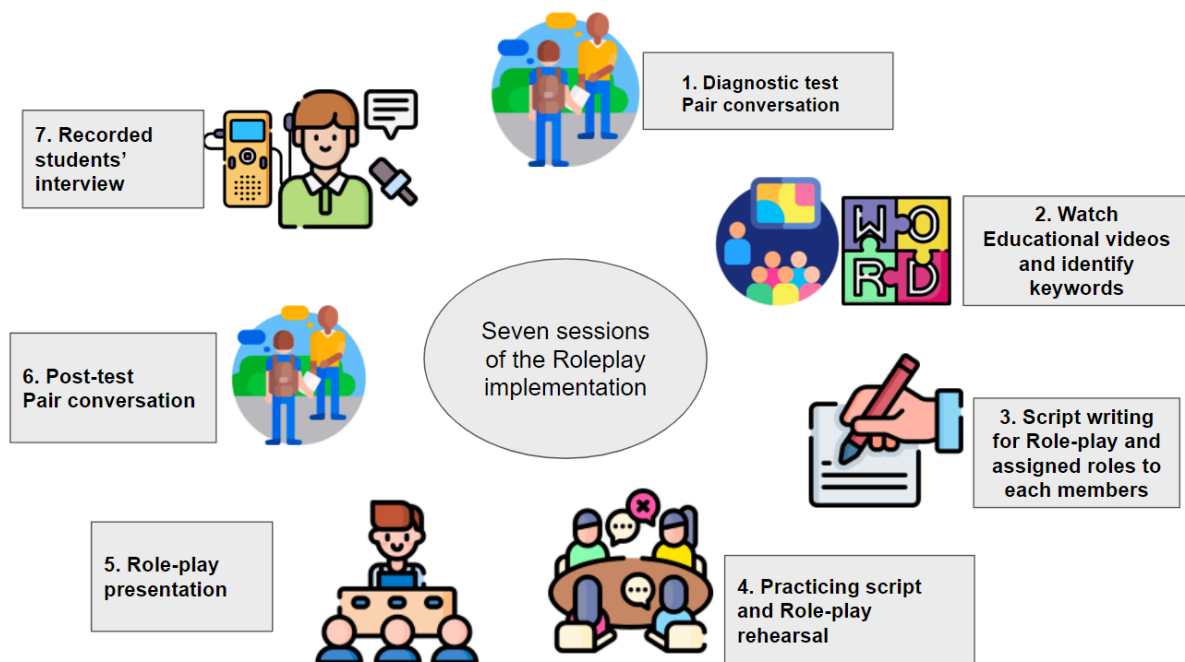 1. Diagnostic test
Pair conversation
7. Recorded
students’
interview
W O
R D
2. Watch
Educational videos
and identify
keywords
Seven sessions
of the Roleplay
implementation
6. Post-test
Pair conversation
3. Script writing
for Role-play and
assigned roles to
each members
5. Role-play
presentation
4. Practicing script
and Role-play
rehearsal